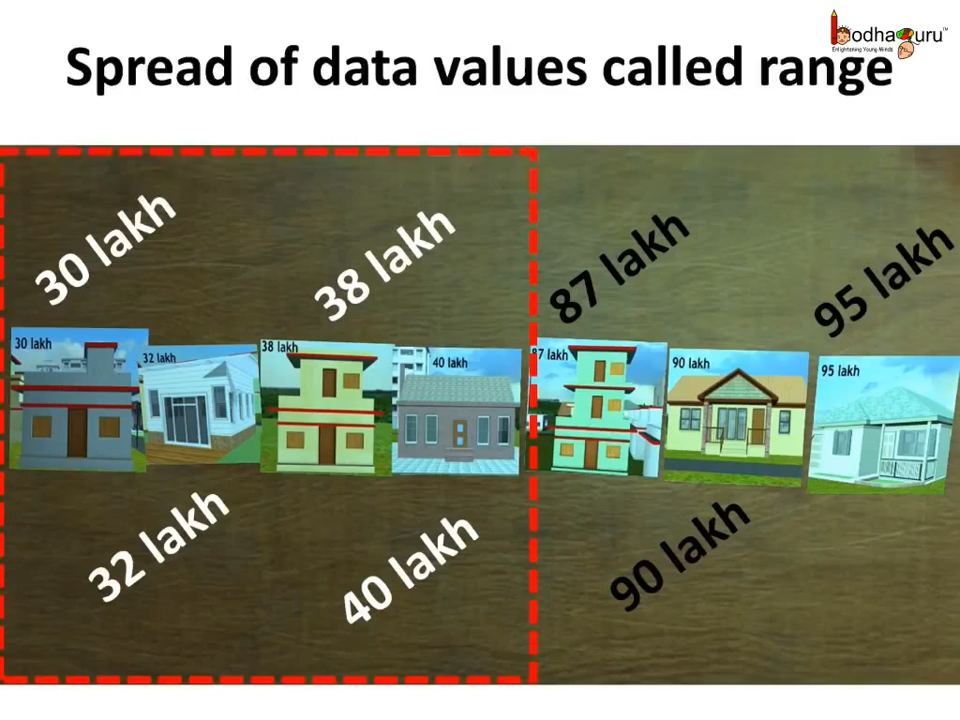 BodhaGuru™
Enlightening Young Minds
Spread of data values called range
30 lakh
38 lakh
87 lakh
95 lakh
30 lakh
32 lakh
38 lakh
40 lakh
87 lakh
90 lakh
95 lakh
32 lakh
40 lakh
90 lakh